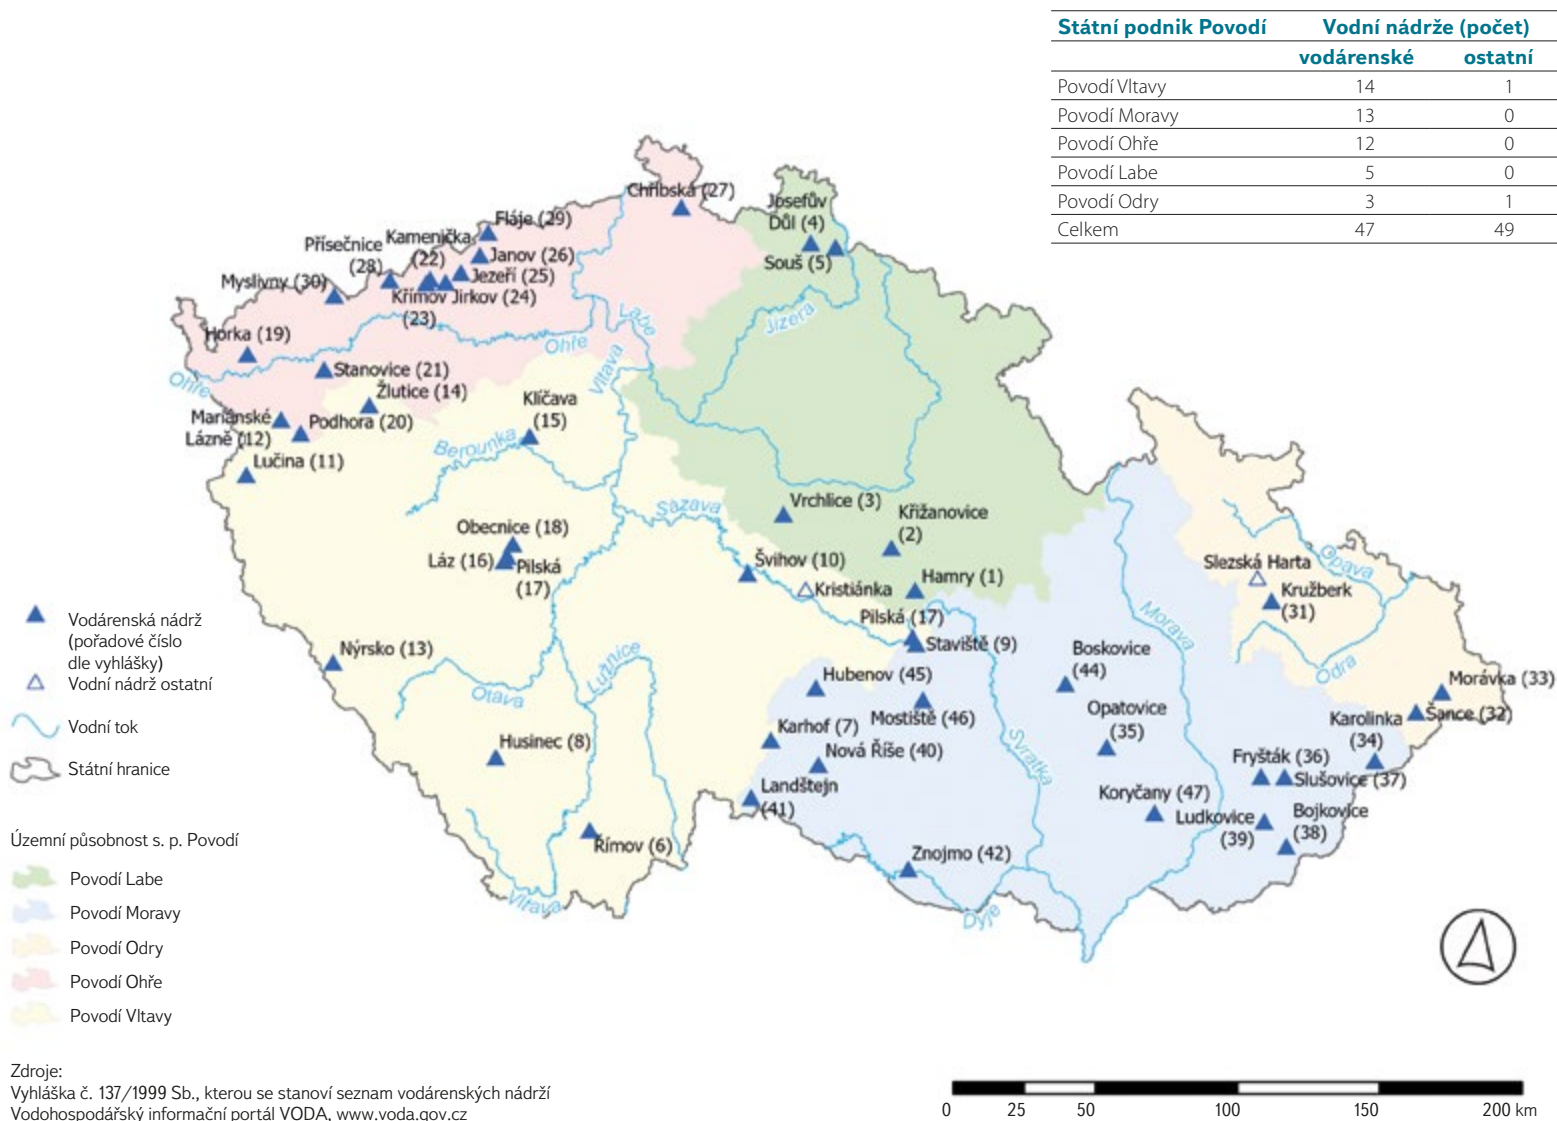 Státní podnik Povodí Vodní nádrže (počet)
vodárenské ostatní
Povodí Vltavy 14 1
Povodí Moravy 13 0
Povodí Ohře 12 0
Povodí Labe 5 0
Povodí Odry 3 1
Celkem 47 49
Chřibská (27)
Josefův
Důl (4)
Souš (5)
Fláje (29)
Kamenička
(22)
Přísečnice
(28)
Janov (26)
Jezeří (25)
Myslivny (30)
Křímov Jirkov (24)
(23)
Labe
Jizera
Horka (19)
Ohře
Vltava
Ohře
Stanovice (21)
Žlutice (14)
Klíčava
(15)
Mariánské
Lázně (12)
Podhora (20)
Berounka
Lučina (11)
Vrchlice (3)
Sázava
Křižanovice
(2)
Obecnice (18)
Láz (16)
Pilská
(17)
Švihov (10)
Kristiánka
Hamry (1)
Slezská Harta
Opava
Kružberk
(31)
Pilská (17)
Staviště (9)
Morava
Nýrsko (13)
Lužnice
Otava
Hubenov (45)
Mostiště (46)
Boskovice
(44)
Odra
Morávka (33)
Šance (32)
Opatovice
(35)
Karolinka
(34)
Karhof (7)
Nová Říše (40)
Svratka
Husinec (8)
Fryšták (36)
Slušovice (37)
Landštejn
(41)
Koryčany (47)
Ludkovice
(39)
Bojkovice
(38)
Římov (6)
Znojmo (42)
Vltava
Dyje
Vodárenská nádrž
(pořadové číslo
dle vyhlášky)
Vodní nádrž ostatní
Vodní tok
Státní hranice
Územní působnost s. p. Povodí
Povodí Labe
Povodí Moravy
Povodí Odry
Povodí Ohře
Povodí Vltavy
Zdroje:
Vyhláška č. 137/1999 Sb., kterou se stanoví seznam vodárenských nádrží
Vodohospodářský informační portál VODA, www.voda.gov.cz
0 25 50 100 150 200 km